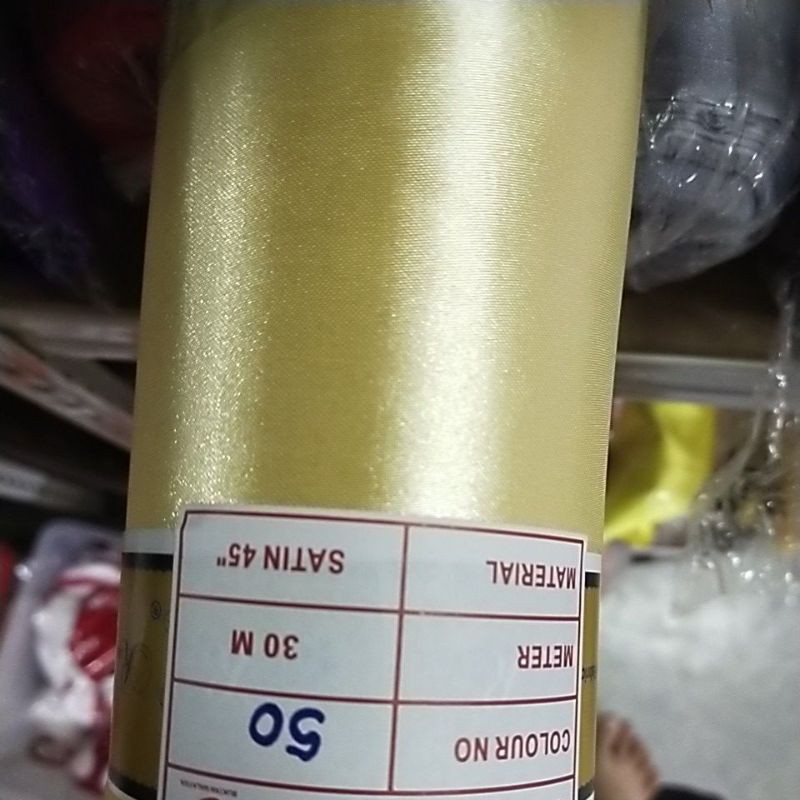 COLOUR NO 50
METER 30 M
MATERIAL SATIN 45"